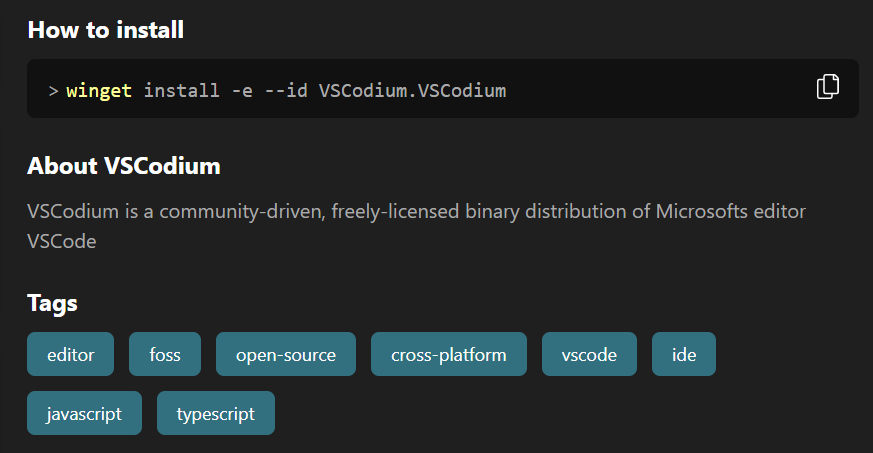 How to install
> winget install -e --id VSCodium.VSCodium
About VSCodium
VSCodium is a community-driven, freely-licensed binary distribution of Microsofts editor
VSCode
Tags
editor foss open-source cross-platform vscode ide
javascript typescript